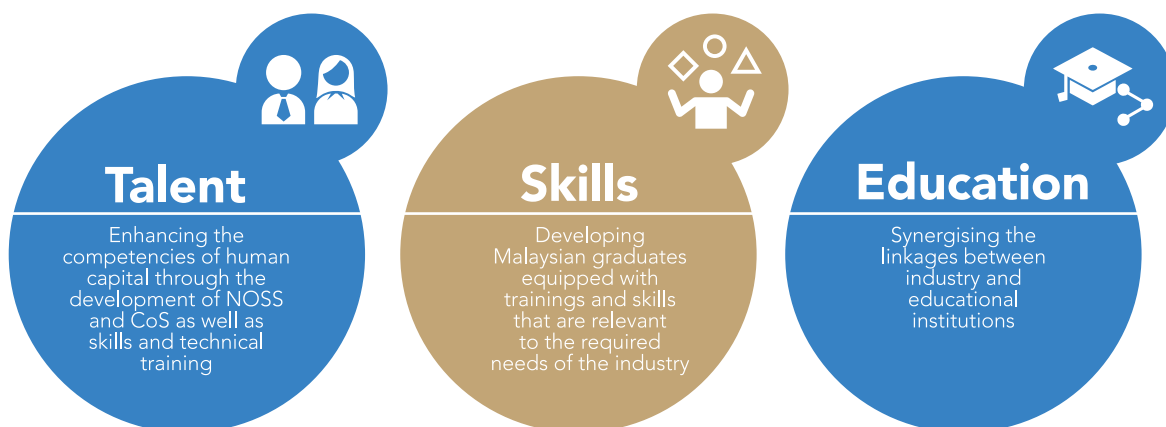 Talent
Enhancing the
competencies of human
capital through the
development of NOSS
and CoS as well as
skills and technical
training
Skills
Developing
Malaysian graduates
equipped with
trainings and skills
that are relevant
to the required
needs of the industry
Education
Synergising the
linkages between
industry and
educational
institutions